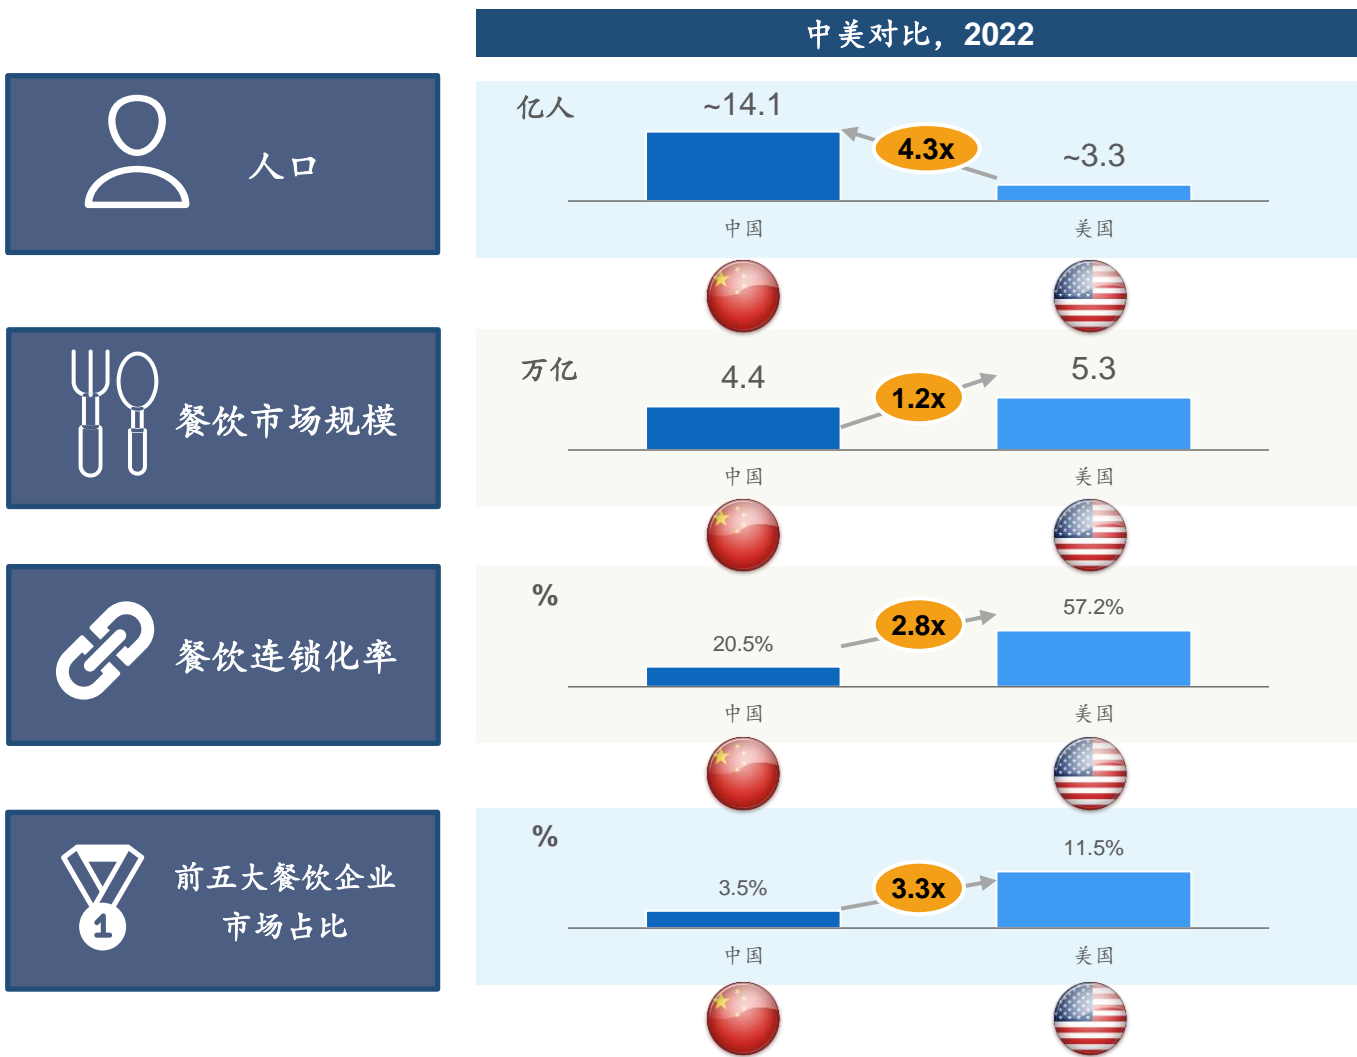 中美对比，2022
人口
亿人
~14.1
4.3x
~3.3
中国
美国
餐饮市场规模
万亿
4.4
1.2x
5.3
中国
美国
餐饮连锁化率
%
20.5%
2.8x
57.2%
中国
美国
前五大餐饮企业
市场占比
1
%
3.5%
3.3x
11.5%
中国
美国